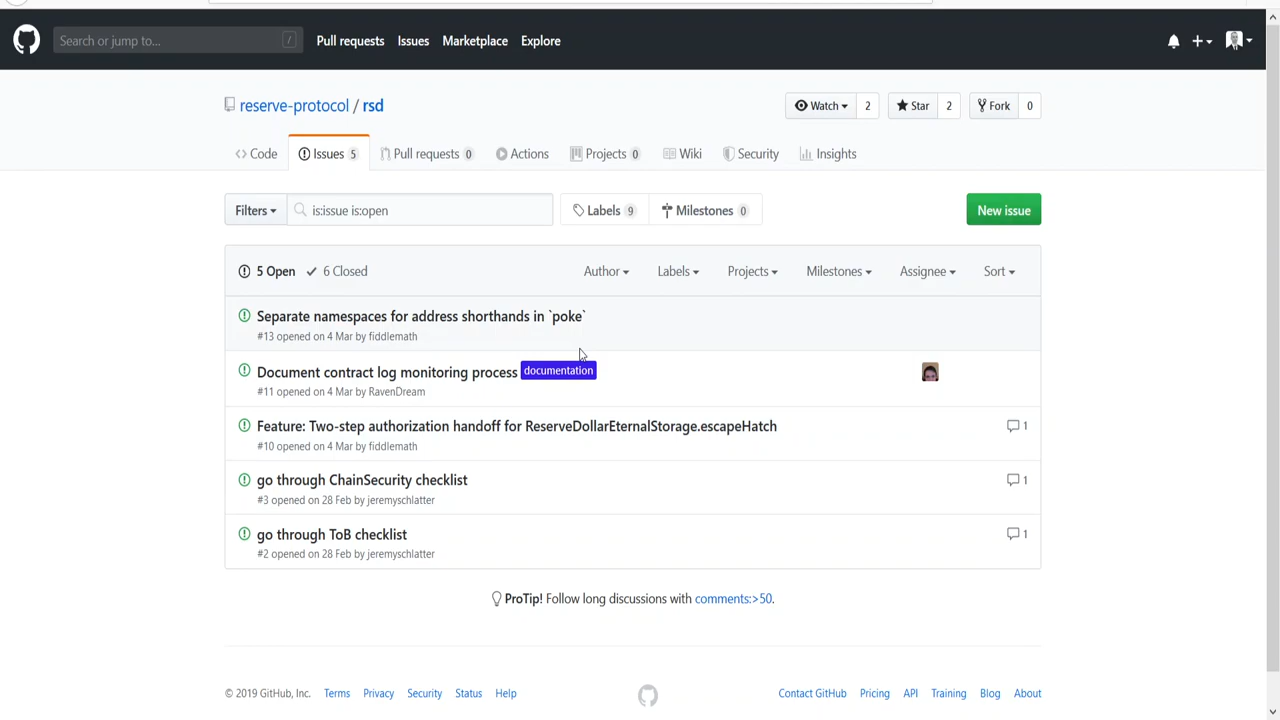 Search or jump to... / Pull requests Issues Marketplace Explore
reserve-protocol / rsd Watch 2 Star 2 Fork 0
Code Issues 5 Pull requests 0 Actions Projects 0 Wiki Security Insights
Filters is:issue is:open Labels 9 Milestones 0 New issue
5 Open 6 Closed Author Labels Projects Milestones Assignee Sort
Separate namespaces for address shorthands in `poke`
#13 opened on 4 Mar by fiddlemath
Document contract log monitoring process documentation
#11 opened on 4 Mar by RavenDream
Feature: Two-step authorization handoff for ReserveDollarEternalStorage.escapeHatch 1
#10 opened on 4 Mar by fiddlemath
go through ChainSecurity checklist 1
#3 opened on 28 Feb by jeremyschlatter
go through ToB checklist 1
#2 opened on 28 Feb by jeremyschlatter
ProTip! Follow long discussions with comments:>50.
© 2019 GitHub, Inc. Terms Privacy Security Status Help Contact GitHub Pricing API Training Blog About